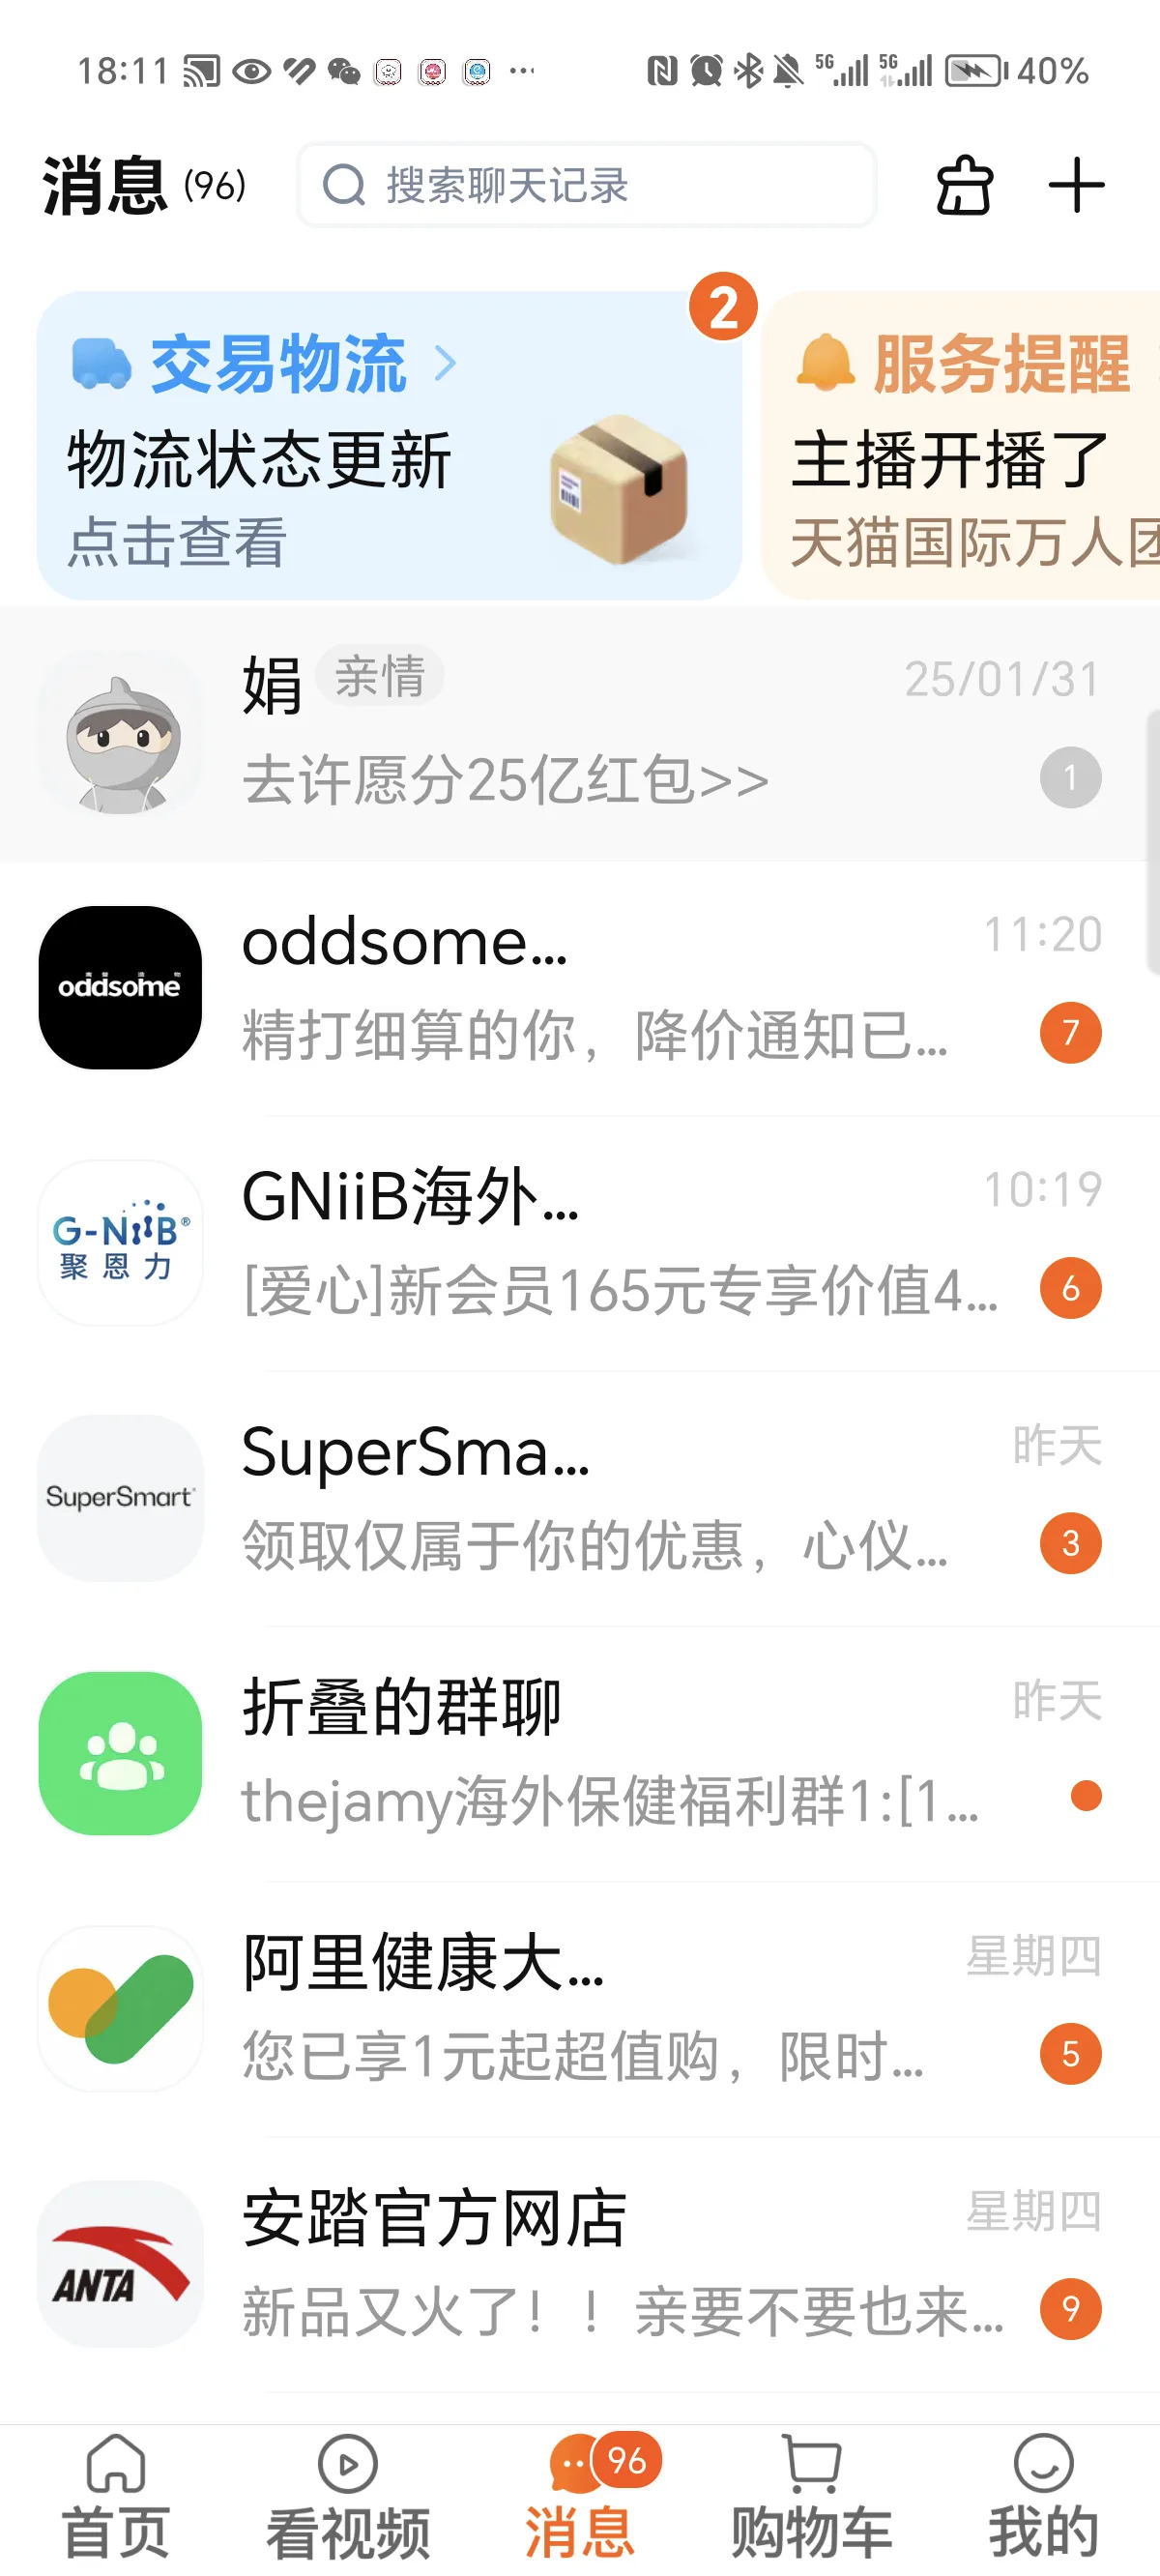 18:11 5G 5G 40%
消息 (96) 搜索聊天记录
2
交易物流 服务提醒
物流状态更新 主播开播了
点击查看 天猫国际万人团
娟 亲情 25/01/31
去许愿分25亿红包>> 1
oddsome
oddsome... 11:20
精打细算的你，降价通知已... 7
G-NiiB®
聚恩力
GNiiB海外... 10:19
[爱心]新会员165元专享价值4... 6
SuperSmart
SuperSma... 昨天
领取仅属于你的优惠，心仪... 3
折叠的群聊 昨天
thejamy海外保健福利群1:[1...
阿里健康大... 星期四
您已享1元起超值购，限时... 5
ANTA
安踏官方网店 星期四
新品又火了！！亲要不要也来... 9
96
首页 看视频 消息 购物车 我的